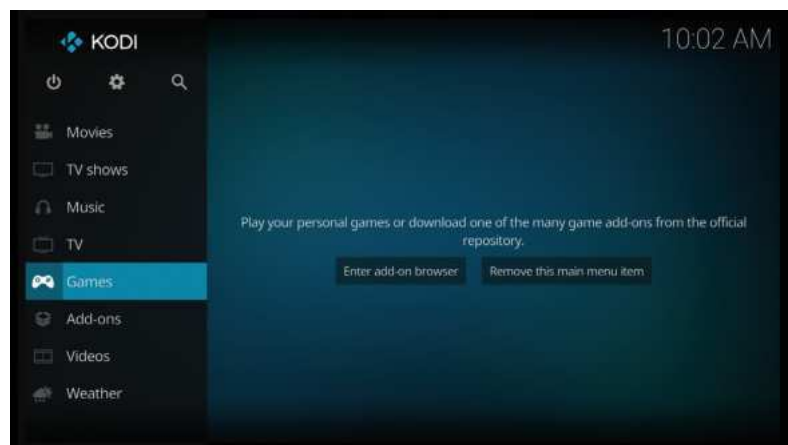 KODI
10:02 AM
Movies
TV shows
Music
TV
Games
Add-ons
Videos
Weather
Play your personal games or download one of the many game add-ons from the official
repository.
Enter add-on browser
Remove this main menu item